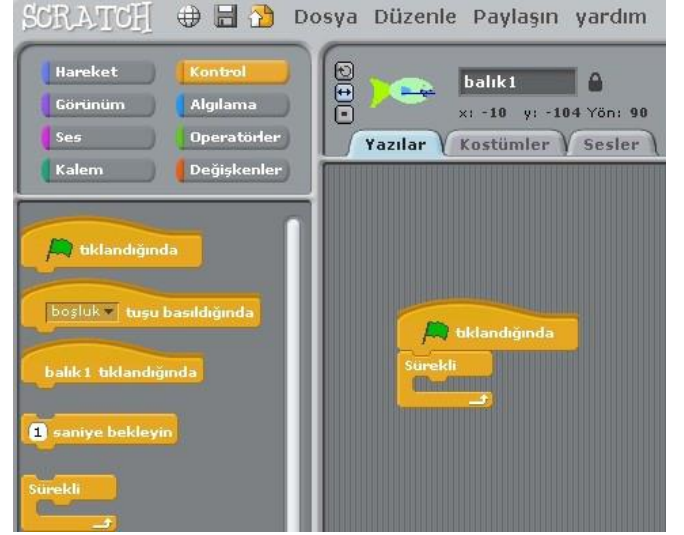 SCRATCH Dosya Düzenle Paylaşın yardım
Hareket Kontrol
Görünüm Algılama
Ses Operatörler
Kalem Değişkenler
balık1
x: -10 y: -104 Yön: 90
Yazılar Kostümler Sesler
tıklandığında
boşluk tuşu basıldığında
balık1 tıklandığında
1 saniye bekleyin
Sürekli
tıklandığında
Sürekli